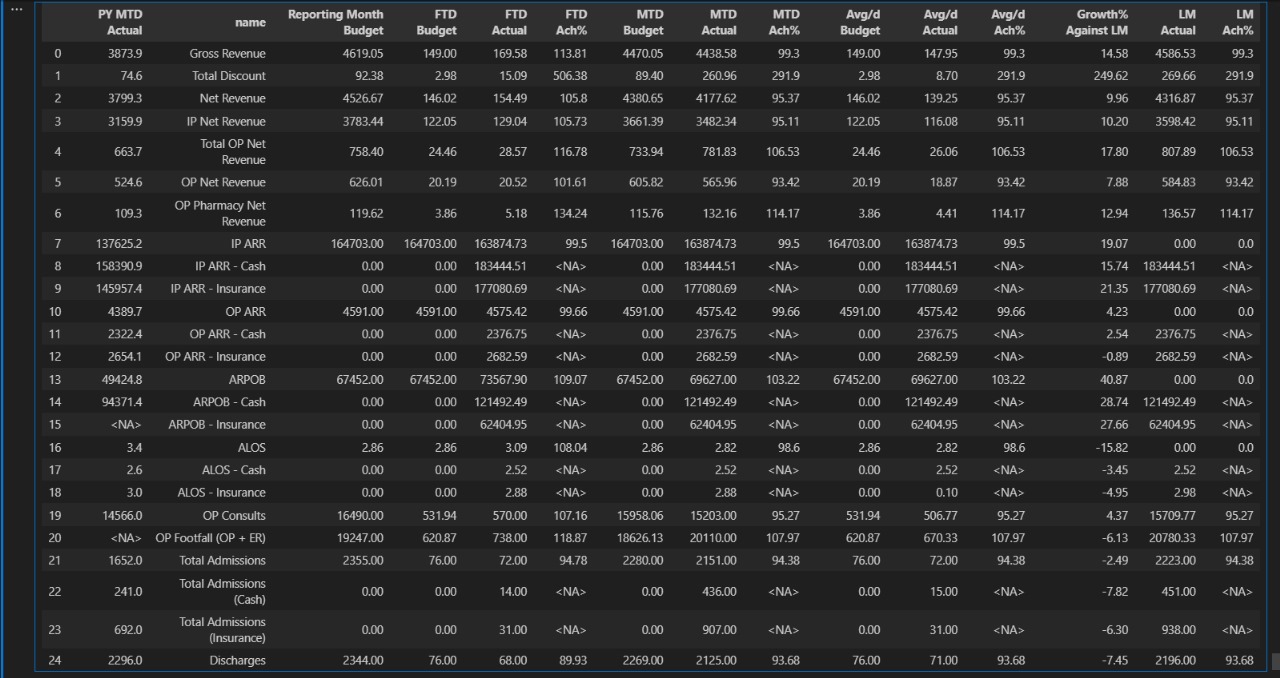 ...
PY MTD Actual name Reporting Month Budget FTD Budget FTD Actual FTD Ach% MTD Budget MTD Actual MTD Ach% Avg/d Budget Avg/d Actual Avg/d Ach% Growth% Against LM LM Actual LM Ach%
0 3873.9 Gross Revenue 4619.05 149.00 169.58 113.81 4470.05 4438.58 99.3 149.00 147.95 99.3 14.58 4586.53 99.3
1 74.6 Total Discount 92.38 2.98 15.09 506.38 89.40 260.96 291.9 2.98 8.70 291.9 249.62 269.66 291.9
2 3799.3 Net Revenue 4526.67 146.02 154.49 105.8 4380.65 4177.62 95.37 146.02 139.25 95.37 9.96 4316.87 95.37
3 3159.9 IP Net Revenue 3783.44 122.05 129.04 105.73 3661.39 3482.34 95.11 122.05 116.08 95.11 10.20 3598.42 95.11
4 663.7 Total OP Net Revenue 758.40 24.46 28.57 116.78 733.94 781.83 106.53 24.46 26.06 106.53 17.80 807.89 106.53
5 524.6 OP Net Revenue 626.01 20.19 20.52 101.61 605.82 565.96 93.42 20.19 18.87 93.42 7.88 584.83 93.42
6 109.3 OP Pharmacy Net Revenue 119.62 3.86 5.18 134.24 115.76 132.16 114.17 3.86 4.41 114.17 12.94 136.57 114.17
7 137625.2 IP ARR 164703.00 164703.00 163874.73 99.5 164703.00 163874.73 99.5 164703.00 163874.73 99.5 19.07 0.00 0.0
8 158390.9 IP ARR - Cash 0.00 0.00 183444.51 <NA> 0.00 183444.51 <NA> 0.00 183444.51 <NA> 15.74 183444.51 <NA>
9 145957.4 IP ARR - Insurance 0.00 0.00 177080.69 <NA> 0.00 177080.69 <NA> 0.00 177080.69 <NA> 21.35 177080.69 <NA>
10 4389.7 OP ARR 4591.00 4591.00 4575.42 99.66 4591.00 4575.42 99.66 4591.00 4575.42 99.66 4.23 0.00 0.0
11 2322.4 OP ARR - Cash 0.00 0.00 2376.75 <NA> 0.00 2376.75 <NA> 0.00 2376.75 <NA> 2.54 2376.75 <NA>
12 2654.1 OP ARR - Insurance 0.00 0.00 2682.59 <NA> 0.00 2682.59 <NA> 0.00 2682.59 <NA> -0.89 2682.59 <NA>
13 49424.8 ARPOB 67452.00 67452.00 73567.90 109.07 67452.00 69627.00 103.22 67452.00 69627.00 103.22 40.87 0.00 0.0
14 94371.4 ARPOB - Cash 0.00 0.00 121492.49 <NA> 0.00 121492.49 <NA> 0.00 121492.49 <NA> 28.74 121492.49 <NA>
15 <NA> ARPOB - Insurance 0.00 0.00 62404.95 <NA> 0.00 62404.95 <NA> 0.00 62404.95 <NA> 27.66 62404.95 <NA>
16 3.4 ALOS 2.86 2.86 3.09 108.04 2.86 2.82 98.6 2.86 2.82 98.6 -15.82 0.00 0.0
17 2.6 ALOS - Cash 0.00 0.00 2.52 <NA> 0.00 2.52 <NA> 0.00 2.52 <NA> -3.45 2.52 <NA>
18 3.0 ALOS - Insurance 0.00 0.00 2.88 <NA> 0.00 2.88 <NA> 0.00 0.10 <NA> -4.95 2.98 <NA>
19 14566.0 OP Consults 16490.00 531.94 570.00 107.16 15958.06 15203.00 95.27 531.94 506.77 95.27 4.37 15709.77 95.27
20 <NA> OP Footfall (OP + ER) 19247.00 620.87 738.00 118.87 18626.13 20110.00 107.97 620.87 670.33 107.97 -6.13 20780.33 107.97
21 1652.0 Total Admissions 2355.00 76.00 72.00 94.78 2280.00 2151.00 94.38 76.00 72.00 94.38 -2.49 2223.00 94.38
22 241.0 Total Admissions (Cash) 0.00 0.00 14.00 <NA> 0.00 436.00 <NA> 0.00 15.00 <NA> -7.82 451.00 <NA>
23 692.0 Total Admissions (Insurance) 0.00 0.00 31.00 <NA> 0.00 907.00 <NA> 0.00 31.00 <NA> -6.30 938.00 <NA>
24 2296.0 Discharges 2344.00 76.00 68.00 89.93 2269.00 2125.00 93.68 76.00 71.00 93.68 -7.45 2196.00 93.68